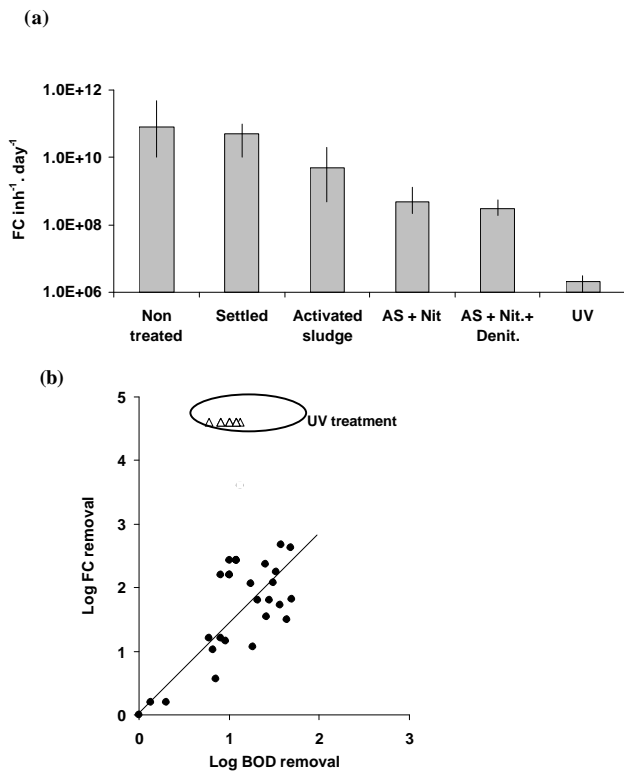 (a)
FC inh⁻¹. day⁻¹
1.0E+12
1.0E+10
1.0E+08
1.0E+06
Non treated
Settled
Activated sludge
AS + Nit
AS + Nit.+ Denit.
UV
(b)
Log FC removal
5
4
3
2
1
0
UV treatment
0 1 2 3
Log BOD removal